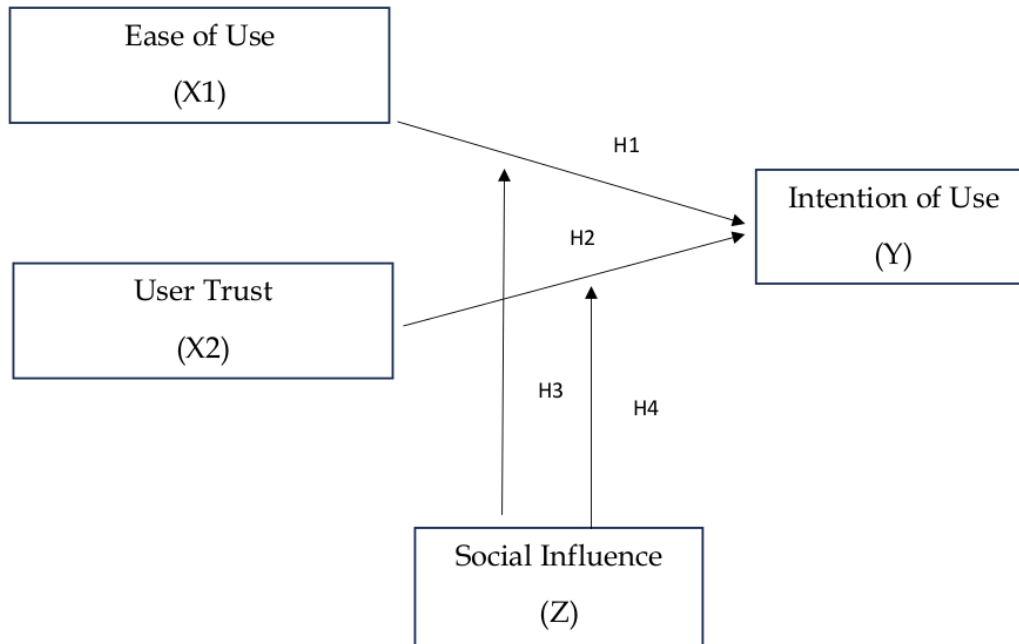 Ease of Use
(X1)
H1
Intention of Use
(Y)
H2
User Trust
(X2)
H3
H4
Social Influence
(Z)